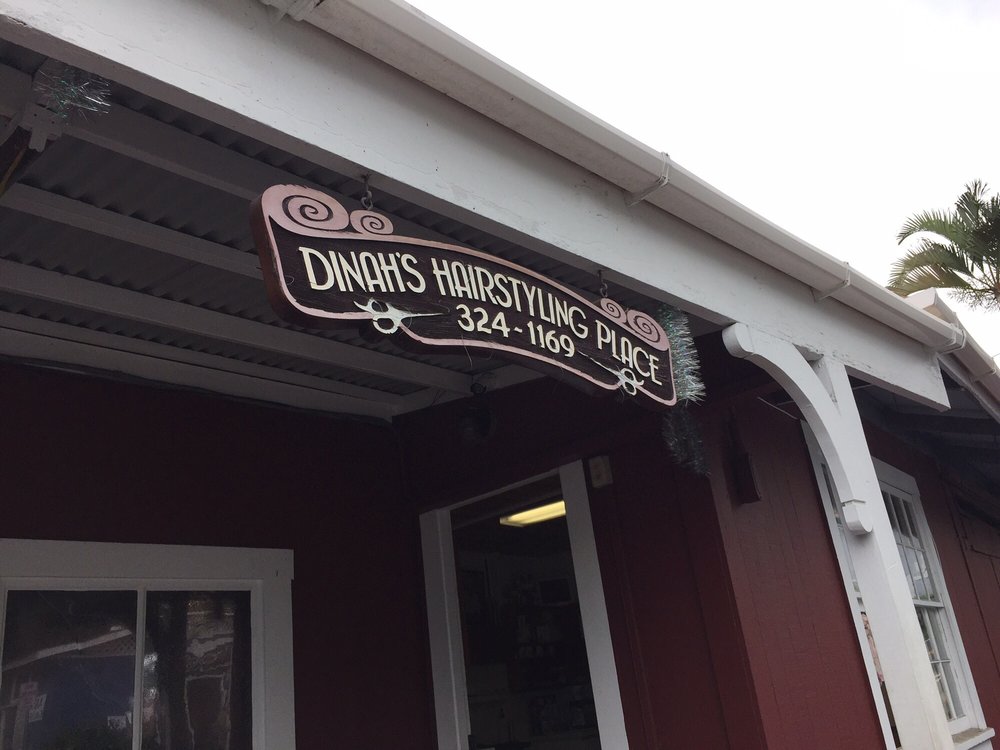 DINAH'S HAIRSTYLING PLACE
324-1169